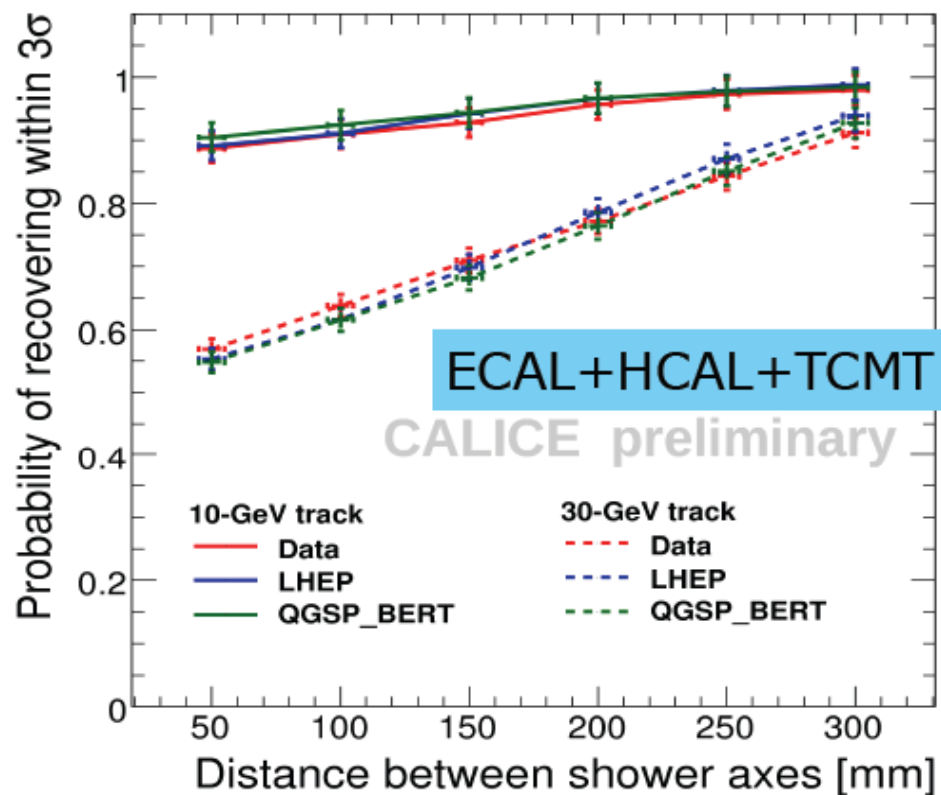 Probability of recovering within 3σ
1
0.8
0.6
0.4
0.2
0
ECAL+HCAL+TCMT
CALICE preliminary
10-GeV track
Data
LHEP
QGSP_BERT
30-GeV track
Data
LHEP
QGSP_BERT
50 100 150 200 250 300
Distance between shower axes [mm]